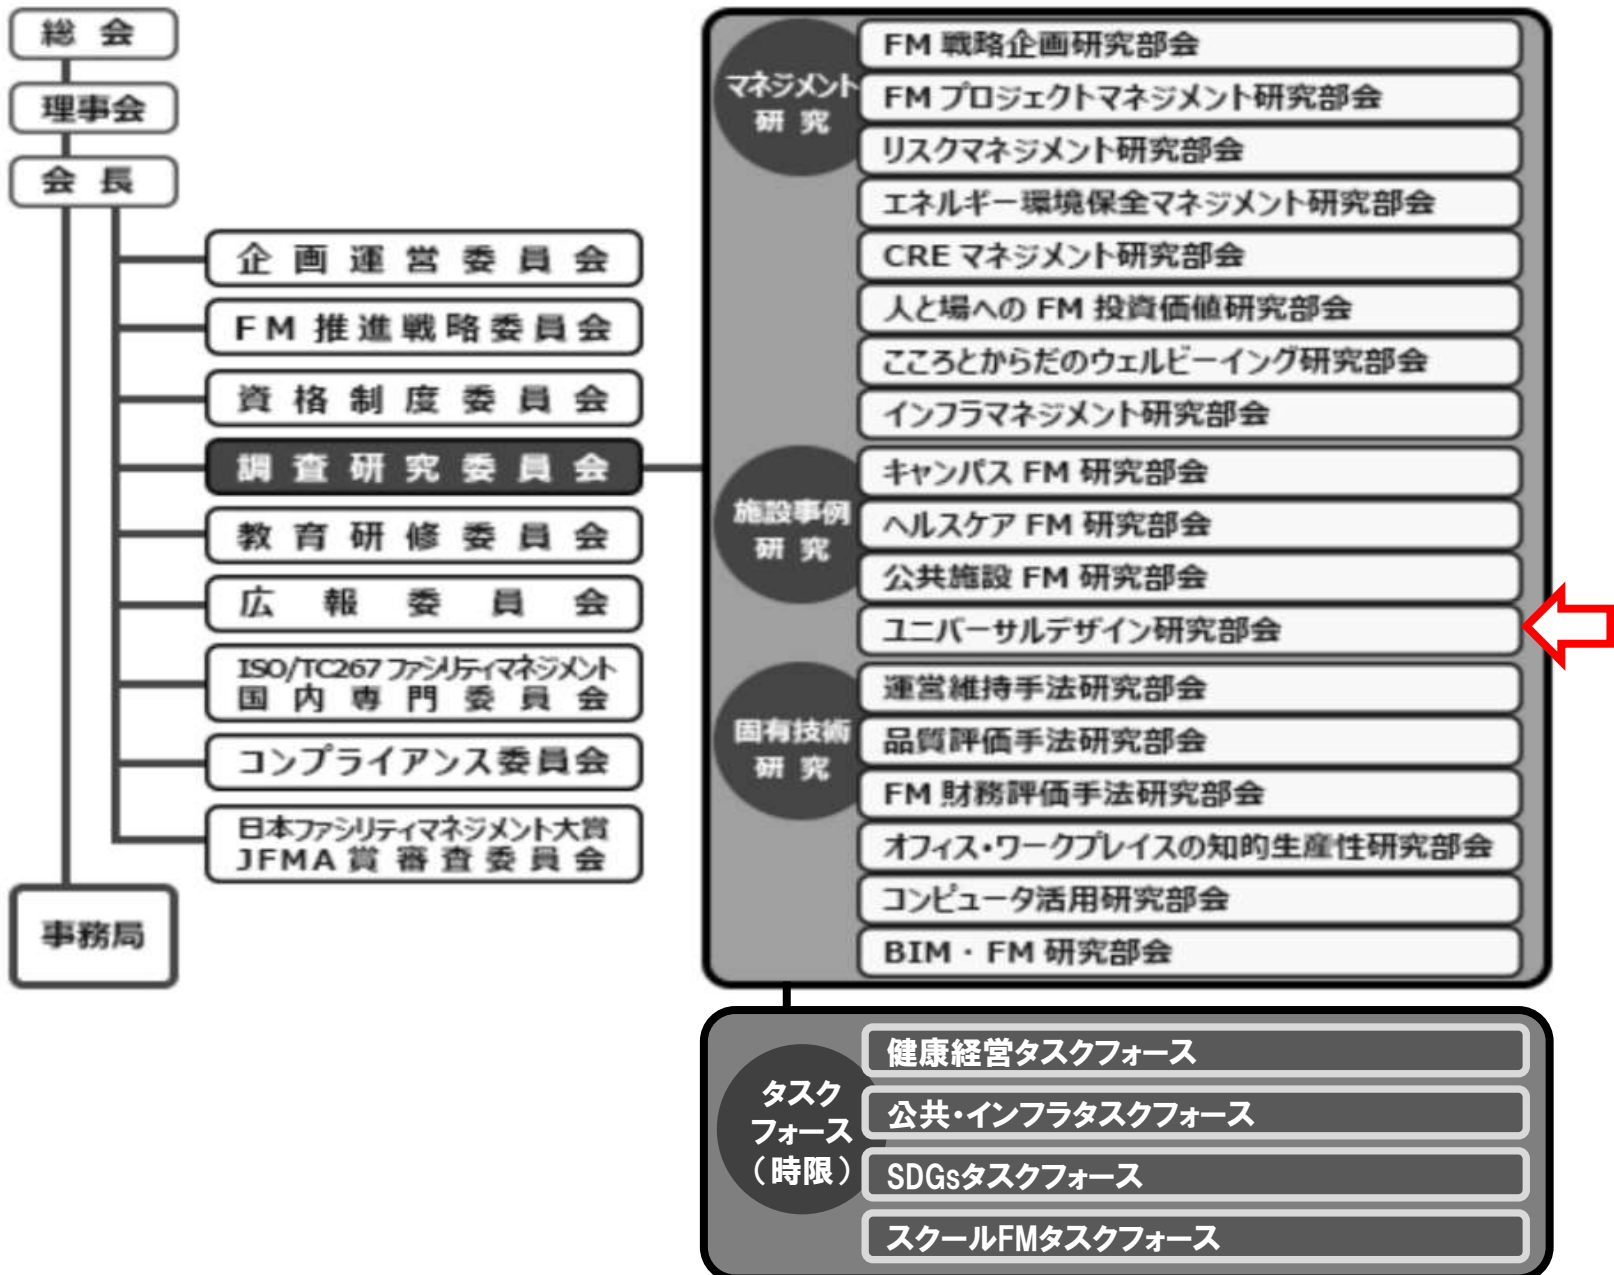 総会
理事会
会長
企画運営委員会
FM推進戦略委員会
資格制度委員会
調査研究委員会
教育研修委員会
広報委員会
ISO/TC267ファシリティマネジメント
国内専門委員会
コンプライアンス委員会
日本ファシリティマネジメント大賞
JFMA賞審査委員会
事務局
マネジメント
研究
FM 戦略企画研究部会
FM プロジェクトマネジメント研究部会
リスクマネジメント研究部会
エネルギー環境保全マネジメント研究部会
CRE マネジメント研究部会
人と場への FM 投資価値研究部会
こころとからだのウェルビーイング研究部会
インフラマネジメント研究部会
施設事例
研究
キャンパス FM 研究部会
ヘルスケア FM 研究部会
公共施設 FM 研究部会
ユニバーサルデザイン研究部会
固有技術
研究
運営維持手法研究部会
品質評価手法研究部会
FM 財務評価手法研究部会
オフィス・ワークプレイスの知的生産性研究部会
コンピュータ活用研究部会
BIM・FM 研究部会
タスク
フォース
（時限）
健康経営タスクフォース
公共・インフラタスクフォース
SDGsタスクフォース
スクールFMタスクフォース